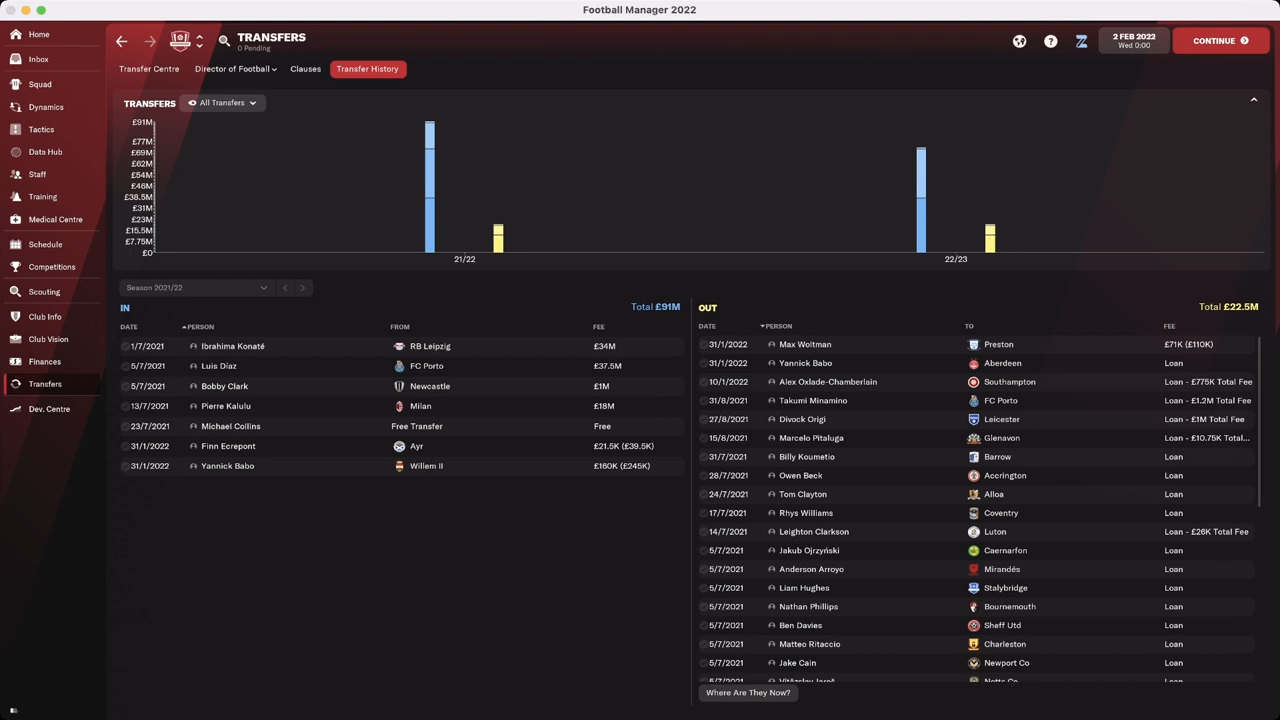 Football Manager 2022
Home
Inbox
Squad
Dynamics
Tactics
Data Hub
Staff
Training
Medical Centre
Schedule
Competitions
Scouting
Club Info
Club Vision
Finances
Transfers
Dev. Centre
TRANSFERS
0 Pending
2 FEB 2022
Wed 0:00
CONTINUE
Transfer Centre Director of Football Clauses Transfer History
TRANSFERS All Transfers
£91M
£77M
£69M
£62M
£54M
£46M
£38.5M
£31M
£23M
£15.5M
£7.75M
£0
21/22 22/23
Season 2021/22
IN Total £91M
DATE PERSON FROM FEE
1/7/2021 Ibrahima Konaté RB Leipzig £34M
5/7/2021 Luis Díaz FC Porto £37.5M
5/7/2021 Bobby Clark Newcastle £1M
13/7/2021 Pierre Kalulu Milan £18M
23/7/2021 Michael Collins Free Transfer Free
31/1/2022 Finn Ecrepont Ayr £21.5K (£39.5K)
31/1/2022 Yannick Babo Willem II £160K (£245K)
OUT Total £22.5M
DATE PERSON TO FEE
31/1/2022 Max Woltman Preston £71K (£110K)
31/1/2022 Yannick Babo Aberdeen Loan
10/1/2022 Alex Oxlade-Chamberlain Southampton Loan - £775K Total Fee
31/8/2021 Takumi Minamino FC Porto Loan - £1.2M Total Fee
27/8/2021 Divock Origi Leicester Loan - £1M Total Fee
15/8/2021 Marcelo Pitaluga Glenavon Loan - £10.75K Total...
31/7/2021 Billy Koumetio Barrow Loan
28/7/2021 Owen Beck Accrington Loan
24/7/2021 Tom Clayton Alloa Loan
17/7/2021 Rhys Williams Coventry Loan
14/7/2021 Leighton Clarkson Luton Loan - £26K Total Fee
5/7/2021 Jakub Ojrzyński Caernarfon Loan
5/7/2021 Anderson Arroyo Mirandés Loan
5/7/2021 Liam Hughes Stalybridge Loan
5/7/2021 Nathan Phillips Bournemouth Loan
5/7/2021 Ben Davies Sheff Utd Loan
5/7/2021 Matteo Ritaccio Charleston Loan
5/7/2021 Jake Cain Newport Co Loan
5/7/2021 Vítězslav Jaroš Notts Co Loan
Where Are They Now?